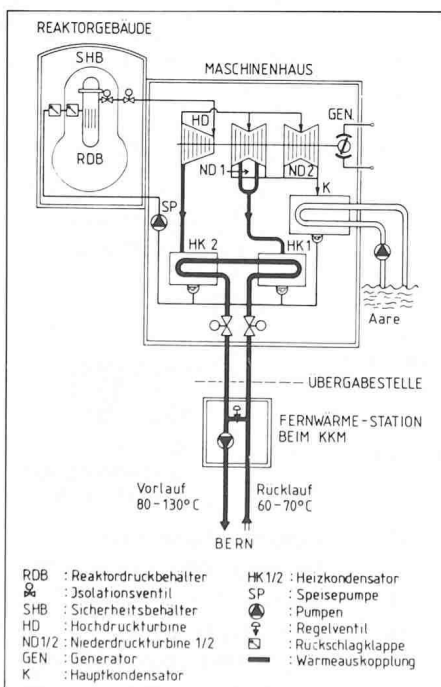 REAKTORGEBÄUDE
SHB
MASCHINENHAUS
HD
GEN.
RDB
ND 1
ND2
K
SP
HK 2
HK 1
Aare
ÜBERGABESTELLE
FERNWÄRME-STATION
BEIM KKM
Vorlauf
80-130°C
Rücklauf
60-70°C
BERN
RDB : Reaktordruckbehälter
: Jsolationsventil
SHB : Sicherheitsbehälter
HD : Hochdruckturbine
ND1/2 : Niederdruckturbine 1/2
GEN : Generator
K : Hauptkondensator
HK1/2 : Heizkondensator
SP : Speisepumpe
: Pumpen
: Regelventil
: Rückschlagklappe
: Wärmeauskopplung